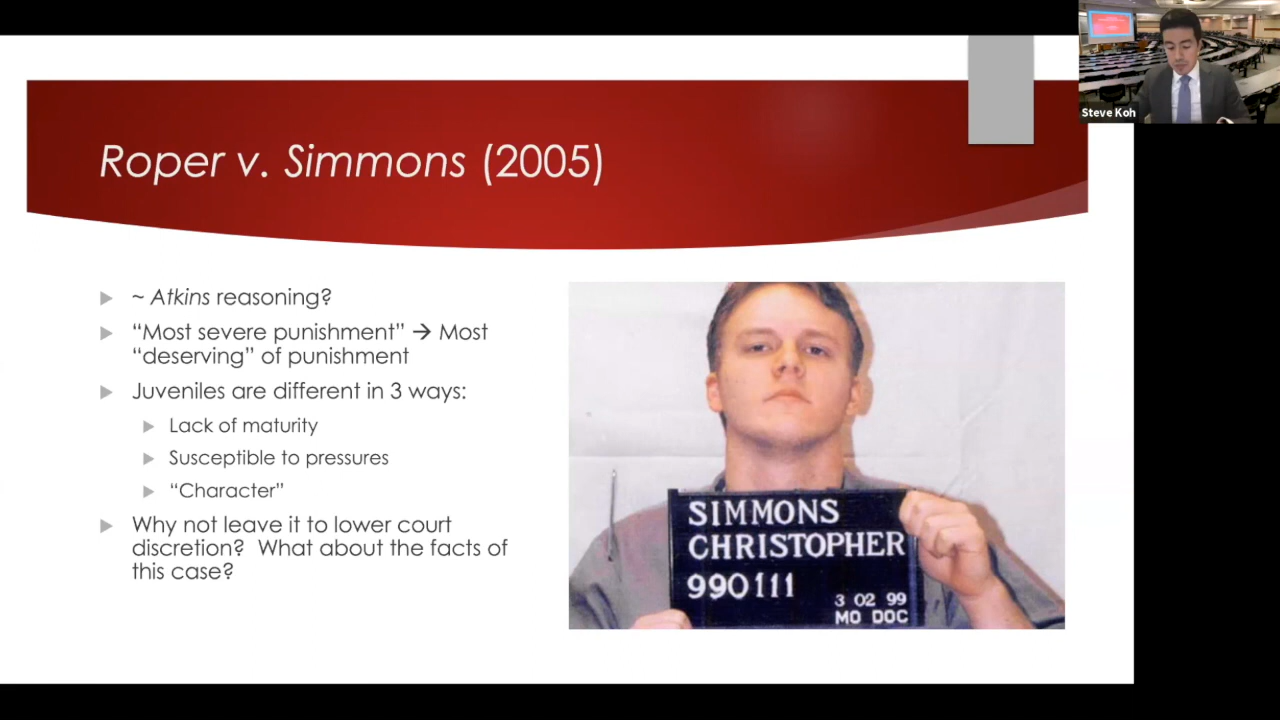 Steve Koh
Roper v. Simmons (2005)
~ Atkins reasoning?
“Most severe punishment” → Most
“deserving” of punishment
Juveniles are different in 3 ways:
Lack of maturity
Susceptible to pressures
“Character”
Why not leave it to lower court
discretion? What about the facts of
this case?
SIMMONS
CHRISTOPHER
990111
3 02 99
MO DOC